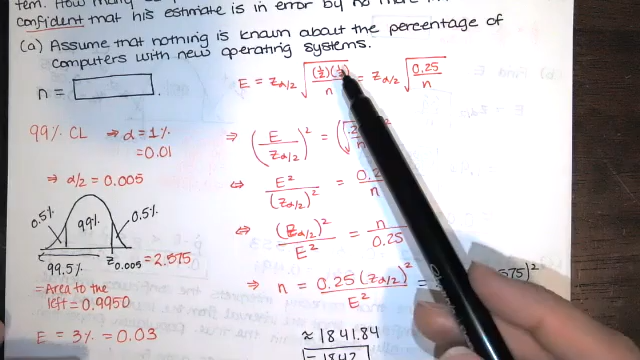 tem. How many
confident that his estimate is in error by no more
(a) Assume that nothing is known about the percentage of
computers with new operating systems.
n =
E = zα/2 √((½)(½)/n) = zα/2 √(0.25/n)
99% CL ⇒ α = 1%
= 0.01
⇒ α/2 = 0.005
0.5% 99% 0.5%
99.5% z0.005 = 2.575
= Area to the
left = 0.9950
E = 3% = 0.03
⇒ (E/zα/2)² =
⇔ E²/(zα/2)² =
⇔ (zα/2)²/E² = n/0.25
⇒ n = 0.25(zα/2)²/E² =
≈ 1841.84
= 1842